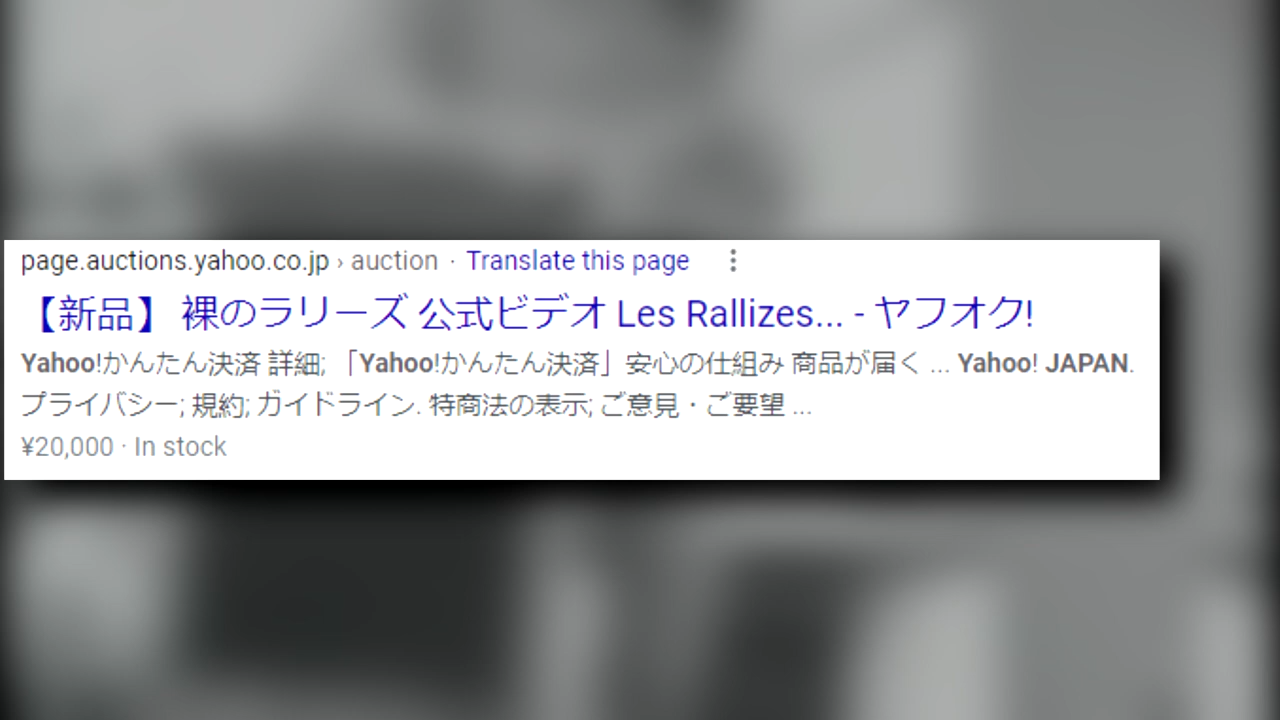 page.auctions.yahoo.co.jp › auction · Translate this page
【新品】 裸のラリーズ 公式ビデオ Les Rallizes... - ヤフオク!
Yahoo!かんたん決済 詳細; 「Yahoo!かんたん決済」安心の仕組み 商品が届く ... Yahoo! JAPAN.
プライバシー; 規約; ガイドライン. 特商法の表示; ご意見・ご要望 ...
¥20,000 · In stock